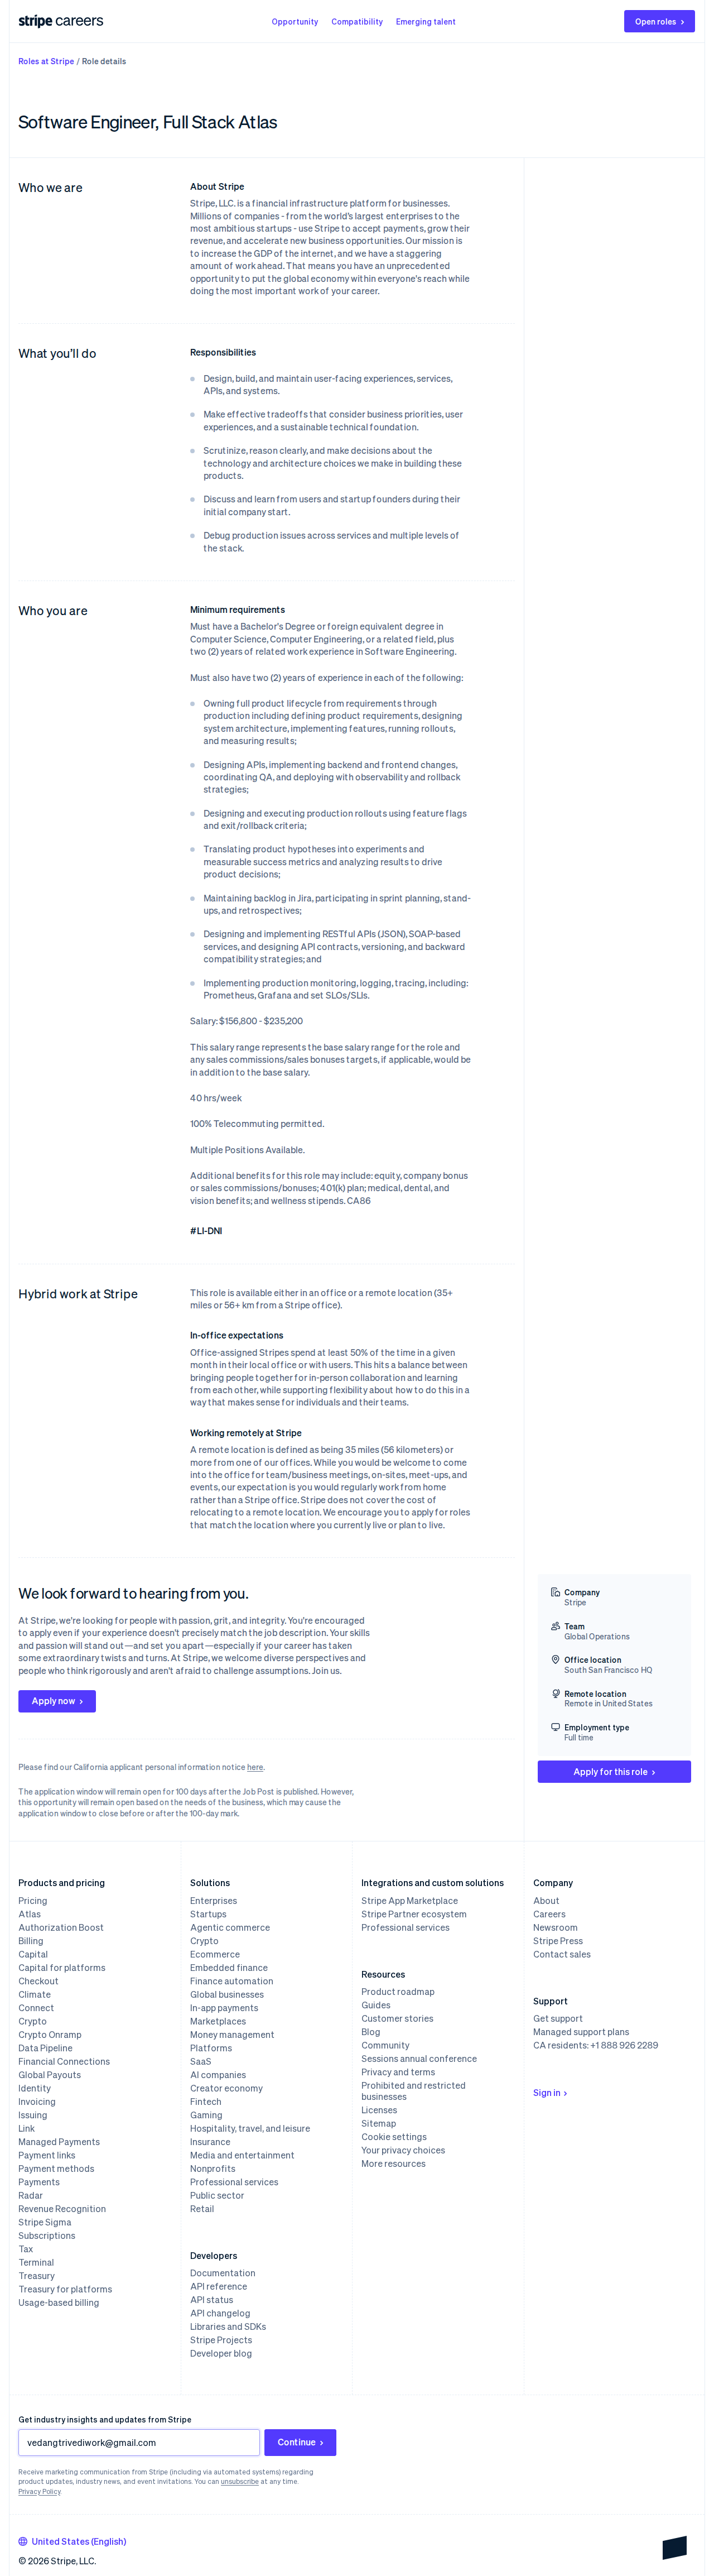 stripe careers
Opportunity Compatibility Emerging talent
Open roles
Roles at Stripe / Role details
Software Engineer, Full Stack Atlas
Who we are
About Stripe
Stripe, LLC. is a financial infrastructure platform for businesses.
Millions of companies - from the world's largest enterprises to the
most ambitious startups - use Stripe to accept payments, grow their
revenue, and accelerate new business opportunities. Our mission is
to increase the GDP of the internet, and we have a staggering
amount of work ahead. That means you have an unprecedented
opportunity to put the global economy within everyone's reach while
doing the most important work of your career.
What you'll do
Responsibilities
Design, build, and maintain user-facing experiences, services,
APIs, and systems.
Make effective tradeoffs that consider business priorities, user
experiences, and a sustainable technical foundation.
Scrutinize, reason clearly, and make decisions about the
technology and architecture choices we make in building these
products.
Discuss and learn from users and startup founders during their
initial company start.
Debug production issues across services and multiple levels of
the stack.
Who you are
Minimum requirements
Must have a Bachelor's Degree or foreign equivalent degree in
Computer Science, Computer Engineering, or a related field, plus
two (2) years of related work experience in Software Engineering.
Must also have two (2) years of experience in each of the following:
Owning full product lifecycle from requirements through
production including defining product requirements, designing
system architecture, implementing features, running rollouts,
and measuring results;
Designing APIs, implementing backend and frontend changes,
coordinating QA, and deploying with observability and rollback
strategies;
Designing and executing production rollouts using feature flags
and exit/rollback criteria;
Translating product hypotheses into experiments and
measurable success metrics and analyzing results to drive
product decisions;
Maintaining backlog in Jira, participating in sprint planning, stand-
ups, and retrospectives;
Designing and implementing RESTful APIs (JSON), SOAP-based
services, and designing API contracts, versioning, and backward
compatibility strategies; and
Implementing production monitoring, logging, tracing, including:
Prometheus, Grafana and set SLOs/SLIs.
Salary: $156,800 - $235,200
This salary range represents the base salary range for the role and
any sales commissions/sales bonuses targets, if applicable, would be
in addition to the base salary.
40 hrs/week
100% Telecommuting permitted.
Multiple Positions Available.
Additional benefits for this role may include: equity, company bonus
or sales commissions/bonuses; 401(k) plan; medical, dental, and
vision benefits; and wellness stipends. CA86
#LI-DNI
Hybrid work at Stripe
This role is available either in an office or a remote location (35+
miles or 56+ km from a Stripe office).
In-office expectations
Office-assigned Stripes spend at least 50% of the time in a given
month in their local office or with users. This hits a balance between
bringing people together for in-person collaboration and learning
from each other, while supporting flexibility about how to do this in a
way that makes sense for individuals and their teams.
Working remotely at Stripe
A remote location is defined as being 35 miles (56 kilometers) or
more from one of our offices. While you would be welcome to come
into the office for team/business meetings, on-sites, meet-ups, and
events, our expectation is you would regularly work from home
rather than a Stripe office. Stripe does not cover the cost of
relocating to a remote location. We encourage you to apply for roles
that match the location where you currently live or plan to live.
We look forward to hearing from you.
At Stripe, we're looking for people with passion, grit, and integrity. You're encouraged
to apply even if your experience doesn't precisely match the job description. Your skills
and passion will stand out—and set you apart—especially if your career has taken
some extraordinary twists and turns. At Stripe, we welcome diverse perspectives and
people who think rigorously and aren't afraid to challenge assumptions. Join us.
Apply now
Company
Stripe
Team
Global Operations
Office location
South San Francisco HQ
Remote location
Remote in United States
Employment type
Full time
Apply for this role
Please find our California applicant personal information notice here.
The application window will remain open for 100 days after the Job Post is published. However,
this opportunity will remain open based on the needs of the business, which may cause the
application window to close before or after the 100-day mark.
Products and pricing
Pricing
Atlas
Authorization Boost
Billing
Capital
Capital for platforms
Checkout
Climate
Connect
Crypto
Crypto Onramp
Data Pipeline
Financial Connections
Global Payouts
Identity
Invoicing
Issuing
Link
Managed Payments
Payment links
Payment methods
Payments
Radar
Revenue Recognition
Stripe Sigma
Subscriptions
Tax
Terminal
Treasury
Treasury for platforms
Usage-based billing
Solutions
Enterprises
Startups
Agentic commerce
Crypto
Ecommerce
Embedded finance
Finance automation
Global businesses
In-app payments
Marketplaces
Money management
Platforms
SaaS
AI companies
Creator economy
Fintech
Gaming
Hospitality, travel, and leisure
Insurance
Media and entertainment
Nonprofits
Professional services
Public sector
Retail
Developers
Documentation
API reference
API status
API changelog
Libraries and SDKs
Stripe Projects
Developer blog
Integrations and custom solutions
Stripe App Marketplace
Stripe Partner ecosystem
Professional services
Resources
Product roadmap
Guides
Customer stories
Blog
Community
Sessions annual conference
Privacy and terms
Prohibited and restricted
businesses
Licenses
Sitemap
Cookie settings
Your privacy choices
More resources
Company
About
Careers
Newsroom
Stripe Press
Contact sales
Support
Get support
Managed support plans
CA residents: +1 888 926 2289
Sign in
Get industry insights and updates from Stripe
vedangtrivediwork@gmail.com
Continue
Receive marketing communication from Stripe (including via automated systems) regarding
product updates, industry news, and event invitations. You can unsubscribe at any time.
Privacy Policy.
United States (English)
© 2026 Stripe, LLC.